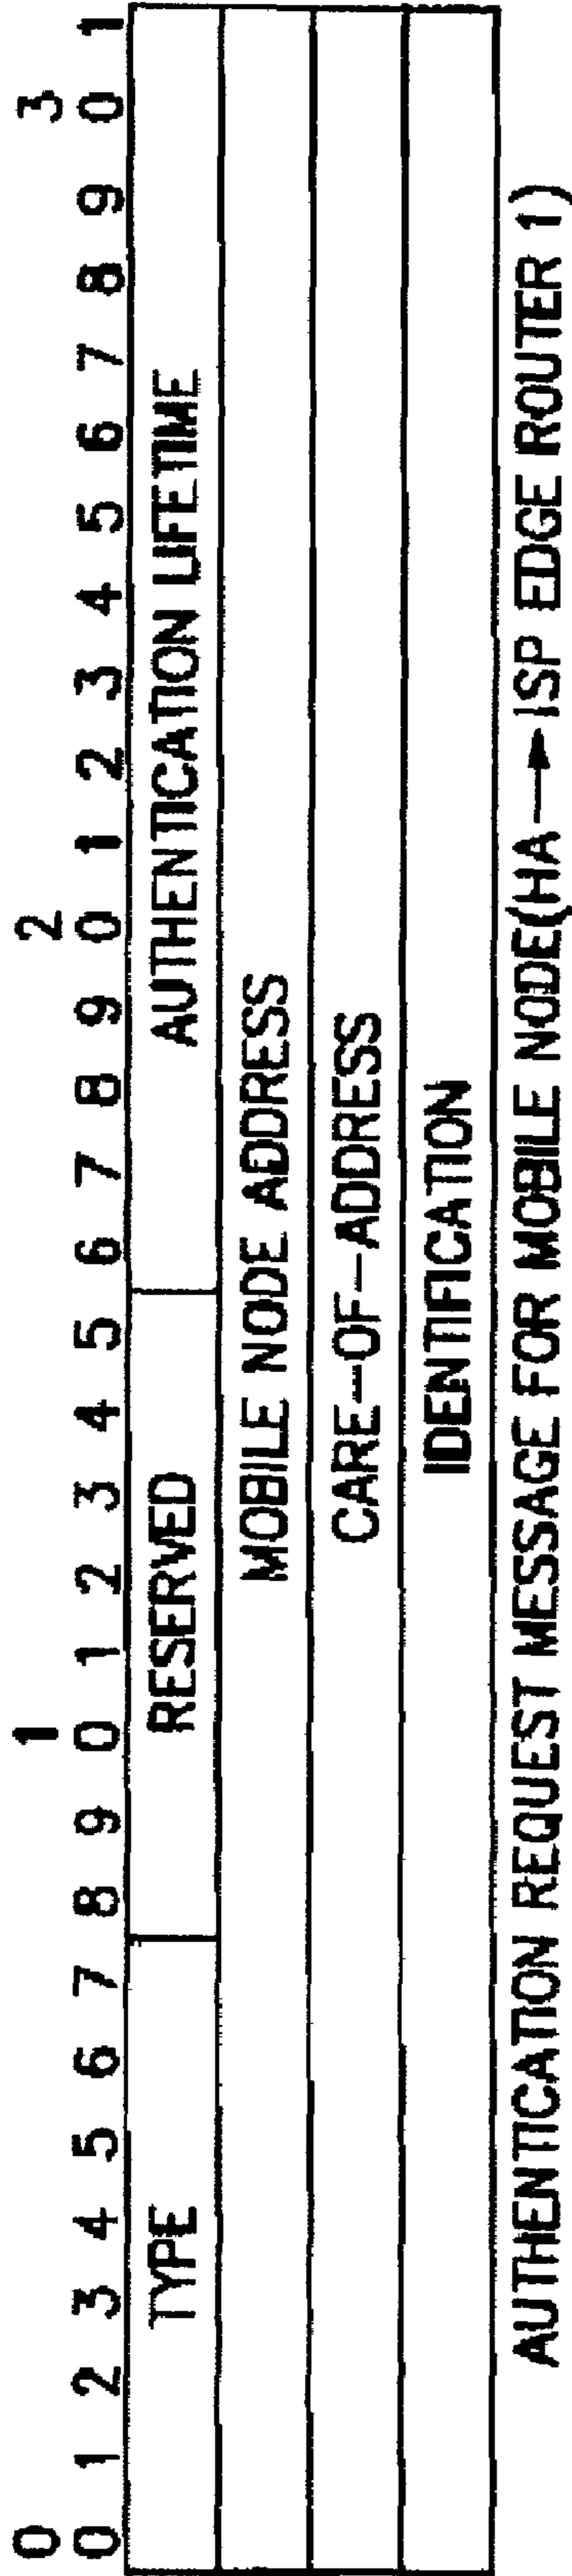 0 1 2 3
0 1 2 3 4 5 6 7 8 9 0 1 2 3 4 5 6 7 8 9 0 1 2 3 4 5 6 7 8 9 0 1
TYPE RESERVED AUTHENTICATION LIFETIME
MOBILE NODE ADDRESS
CARE-OF-ADDRESS
IDENTIFICATION
AUTHENTICATION REQUEST MESSAGE FOR MOBILE NODE(HA→ISP EDGE ROUTER 1)